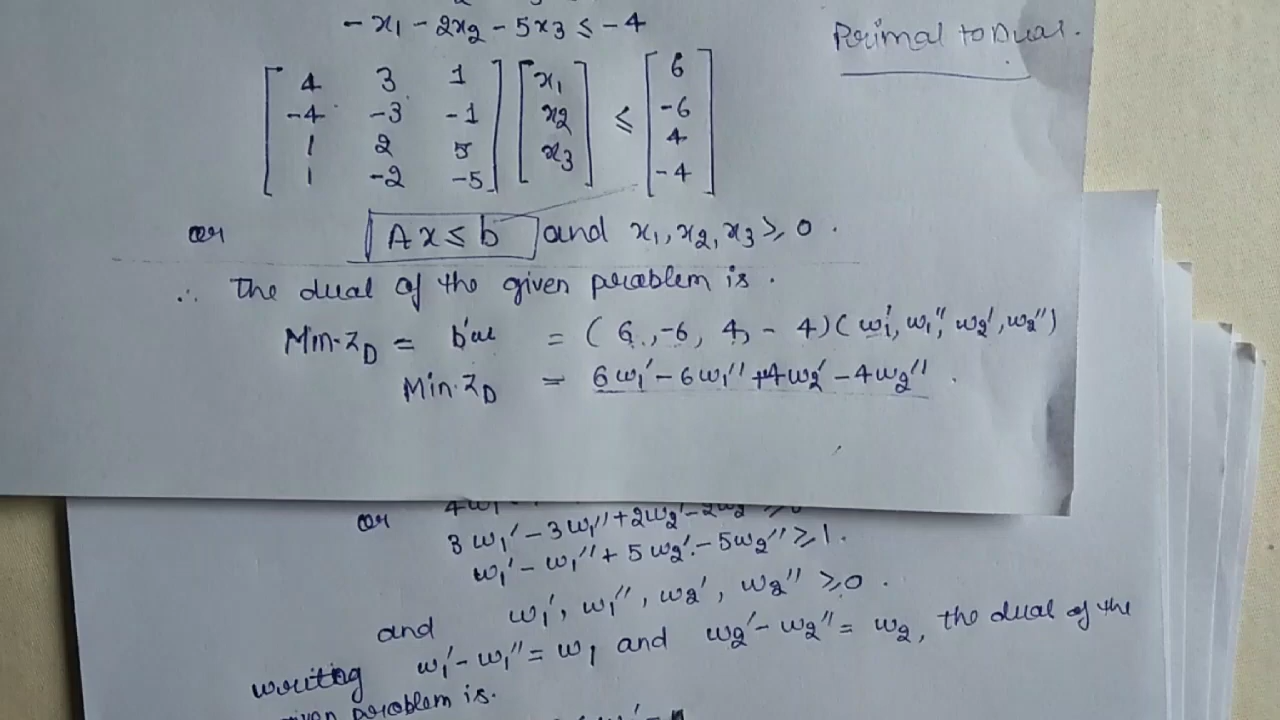 - x1 - 2x2 - 5x3 ≤ -4
Primal to Dual.
[4 3 1] [x1] [6]
[-4 -3 -1] [x2] ≤ [-6]
[1 2 5] [x3] [4]
[1 -2 -5] [-4]
or Ax ≤ b and x1, x2, x3 ≥ 0.
∴ The dual of the given problem is.
Min. ZD = b'w = (6, -6, 4, -4)(w1', w1'', w2', w2'')
Min. ZD = 6w1' - 6w1'' + 4w2' - 4w2''.
or 4w1
3w1' - 3w1'' + 2w2' - 2w2
w1' - w1'' + 5w2' - 5w2'' ≥ 1.
and w1', w1'', w2', w2'' ≥ 0.
writing w1' - w1'' = w1 and w2' - w2'' = w2, the dual of the
problem is.